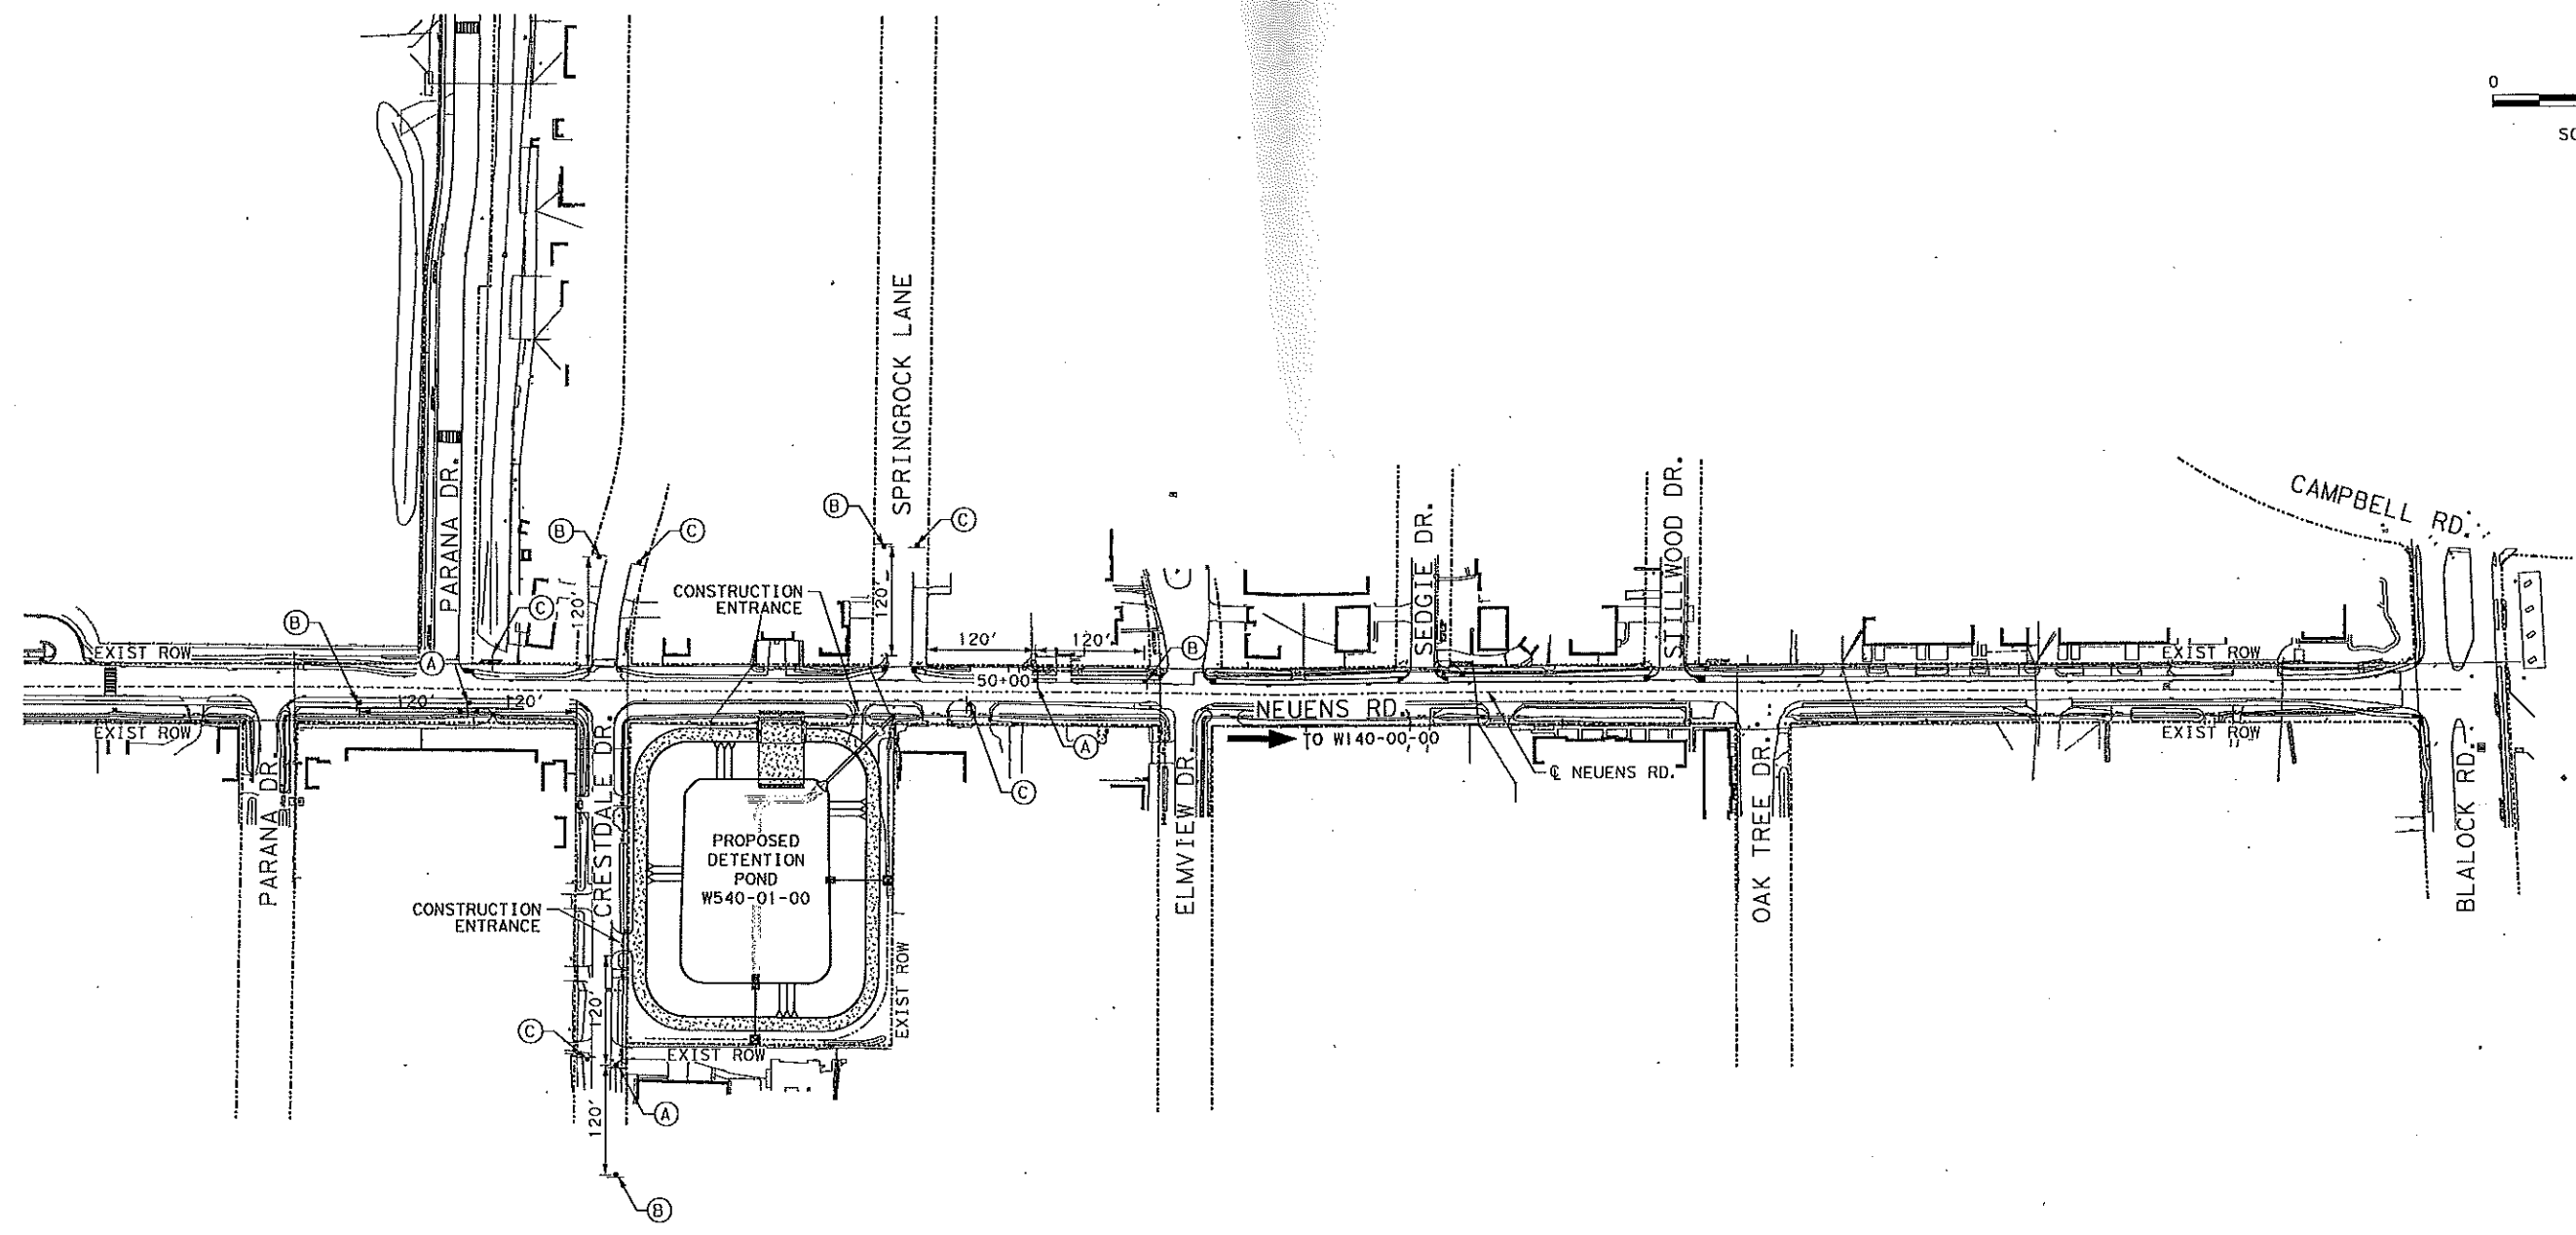 0
SC
SPRINGROCK LANE
PARANA DR.
B
C
B
C
CAMPBELL RD.
SEDGIE DR.
STILLWOOD DR.
CONSTRUCTION
ENTRANCE
120'
120'
C
B
EXIST ROW
A
120'
120'
B
EXIST ROW
50+00
120'
120'
NEUENS RD.
EXIST ROW
TO W140-00-00
A
EXIST ROW
℄ NEUENS RD.
C
PARANA DR.
CRESTDALE DR.
ELMVIEW DR.
OAK TREE DR.
BLALOCK RD.
PROPOSED
DETENTION
POND
W540-01-00
CONSTRUCTION
ENTRANCE
EXIST ROW
120'
C
EXIST ROW
120'
A
B